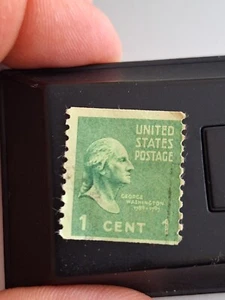 UNITED
STATES
POSTAGE
GEORGE
WASHINGTON
1 CENT
1¢